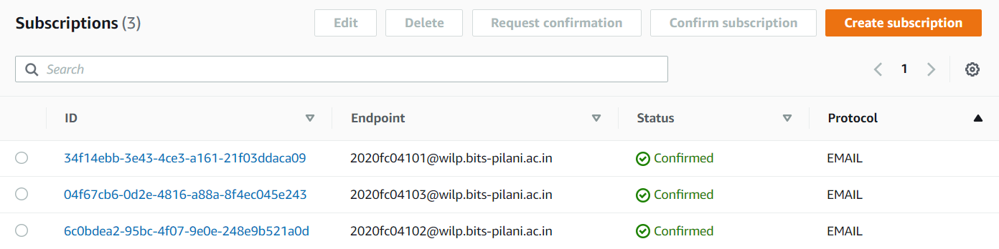 Subscriptions (3) Edit Delete Request confirmation Confirm subscription Create subscription
Search 1
ID Endpoint Status Protocol
34f14ebb-3e43-4ce3-a161-21f03ddaca09 2020fc04101@wilp.bits-pilani.ac.in Confirmed EMAIL
04f67cb6-0d2e-4816-a88a-8f4ec045e243 2020fc04103@wilp.bits-pilani.ac.in Confirmed EMAIL
6c0bdea2-95bc-4f07-9e0e-248e9b521a0d 2020fc04102@wilp.bits-pilani.ac.in Confirmed EMAIL